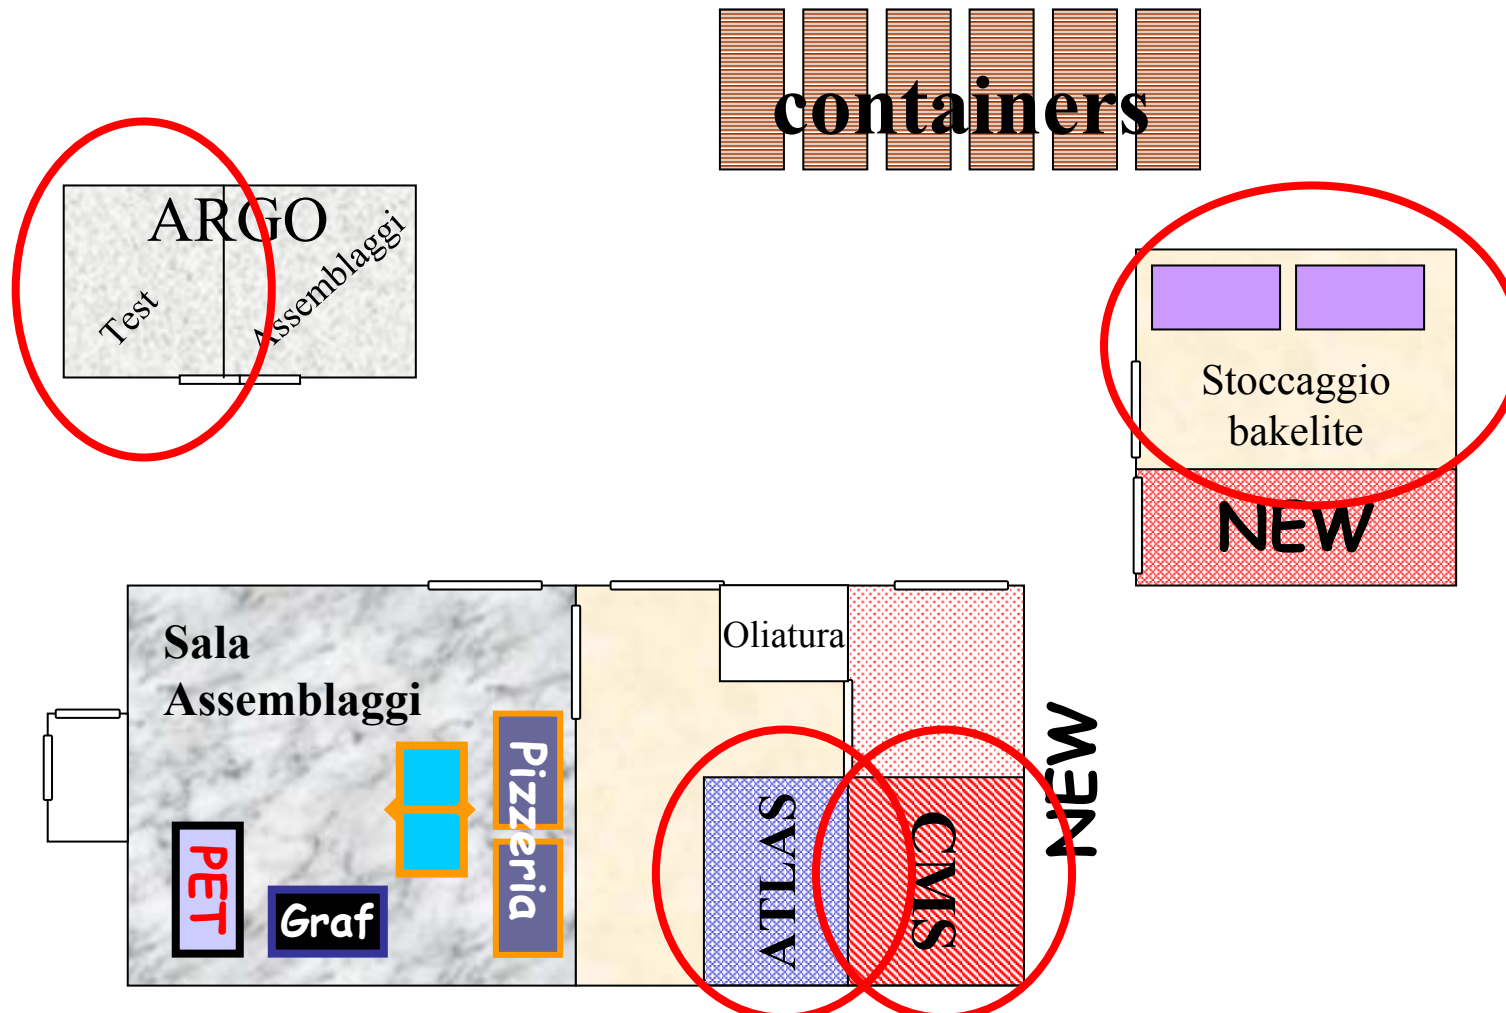 containers
ARGO
Test
Assemblaggi
Stoccaggio
bakelite
NEW
Sala
Assemblaggi
Oliatura
Pizzeria
PET
Graf
ATLAS
CMS
NEW